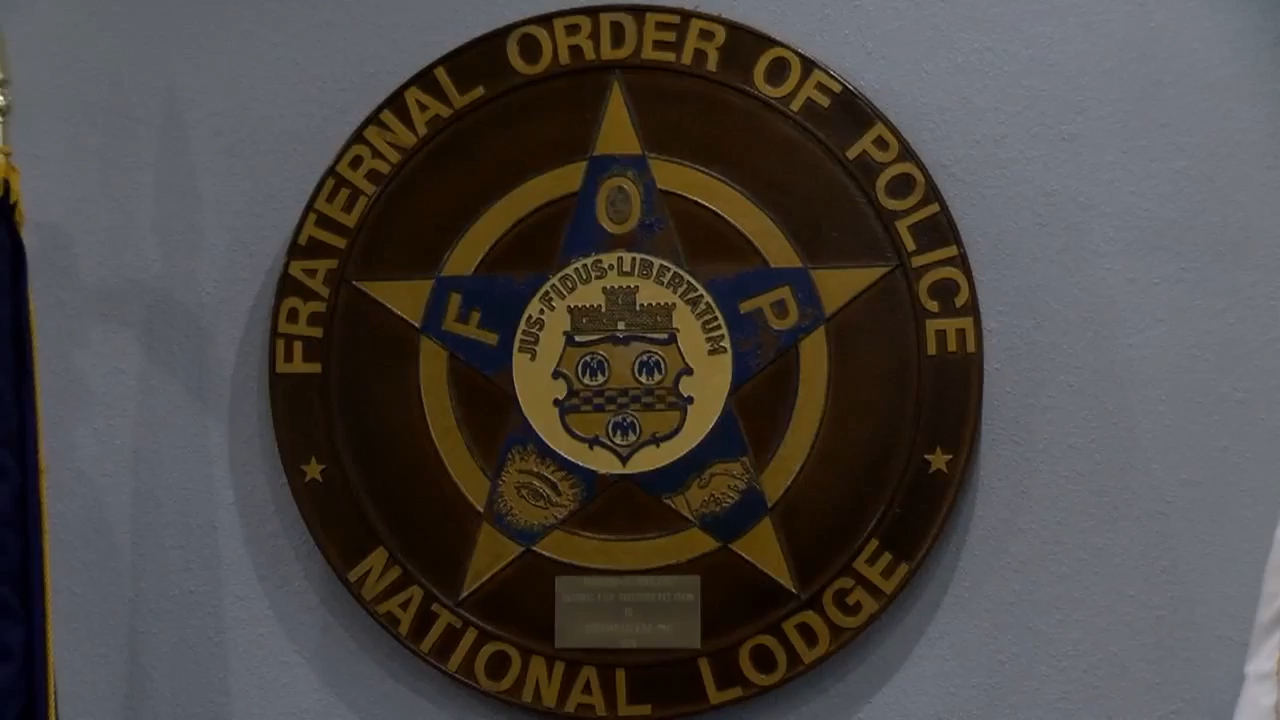 FRATERNAL ORDER OF POLICE
F O P
JUS·FIDUS·LIBERTATUM
NATIONAL LODGE